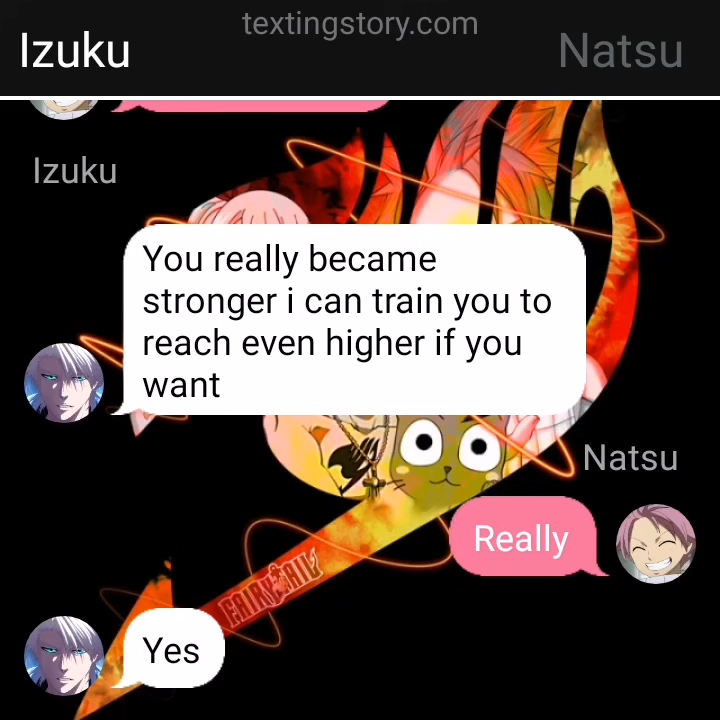 textingstory.com
Izuku
Natsu
Izuku
You really became
stronger i can train you to
reach even higher if you
want
Natsu
Really
FAIRY TAIL
Yes